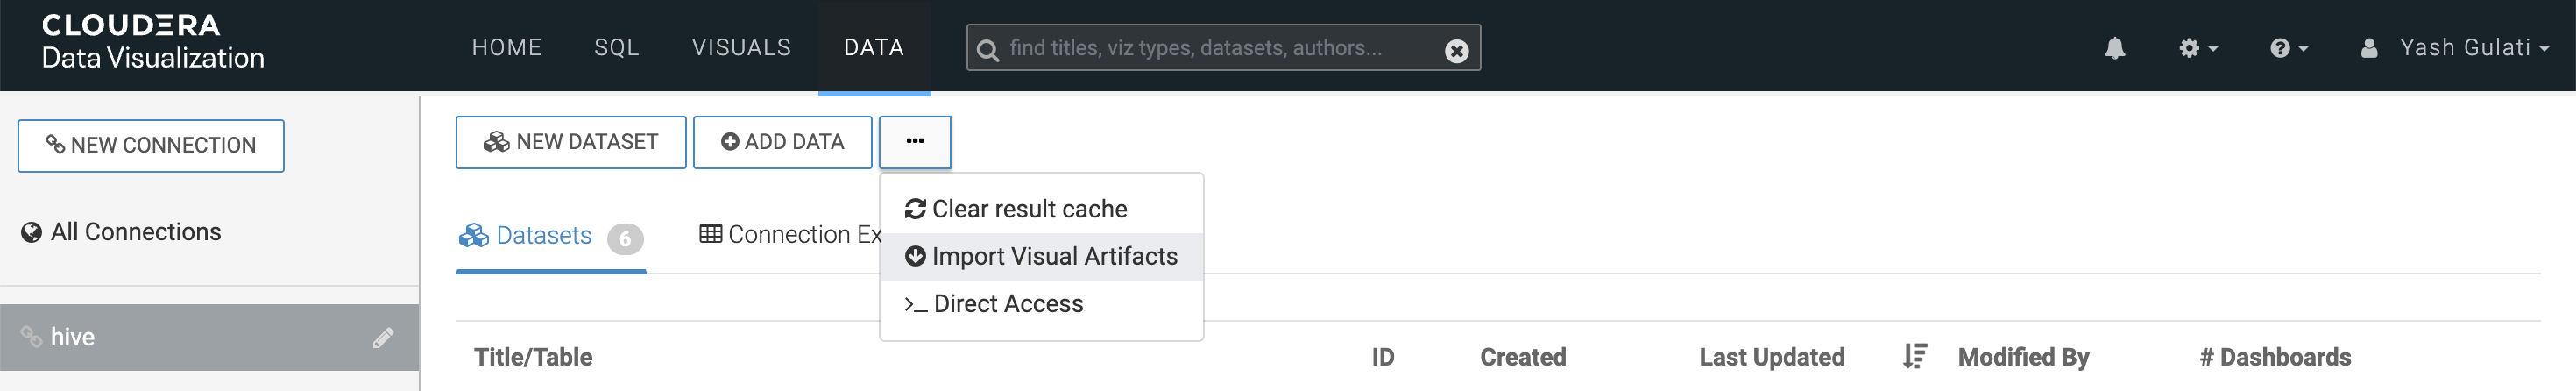 CLOUDERA
Data Visualization
HOME SQL VISUALS DATA
find titles, viz types, datasets, authors...
Yash Gulati
NEW CONNECTION
NEW DATASET
ADD DATA
Clear result cache
Import Visual Artifacts
Direct Access
All Connections
Datasets 6
Connection Ex
hive
Title/Table ID Created Last Updated Modified By # Dashboards